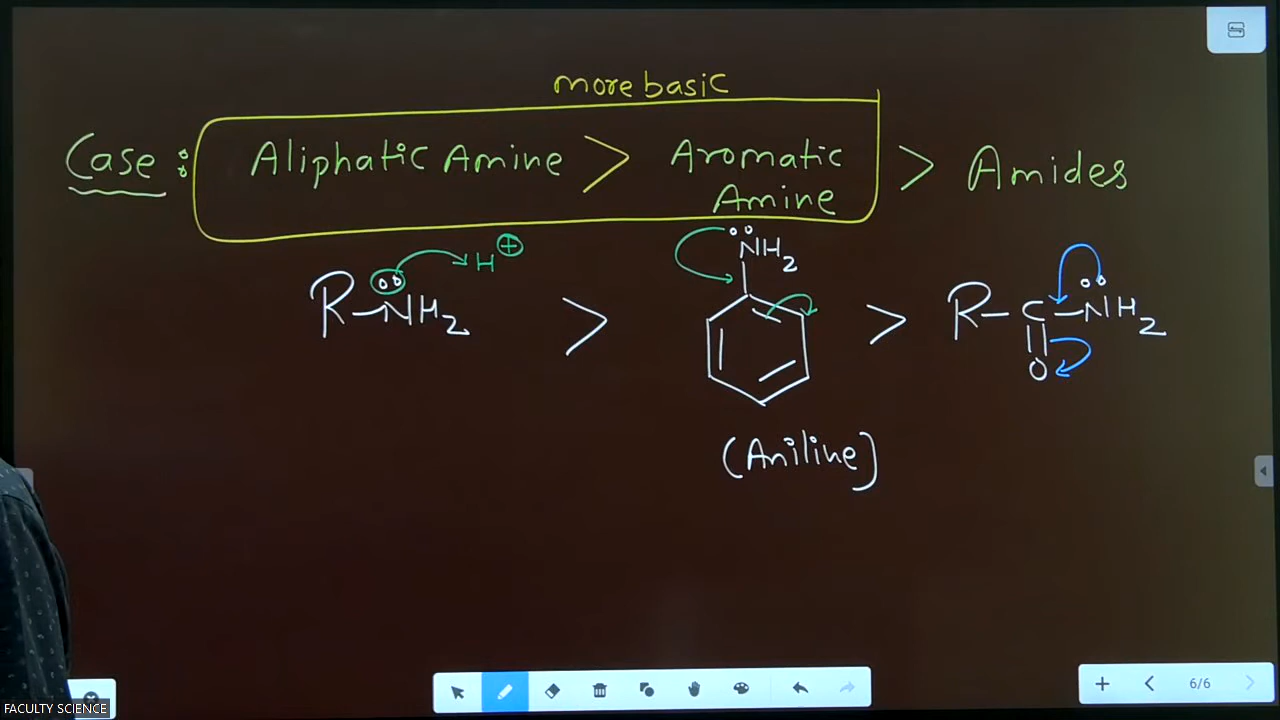 more basic
Case : Aliphatic Amine > Aromatic Amine > Amides
R-NH2 H⊕ > NH2 > R-C-NH2
O
(Aniline)
6/6
FACULTY SCIENCE